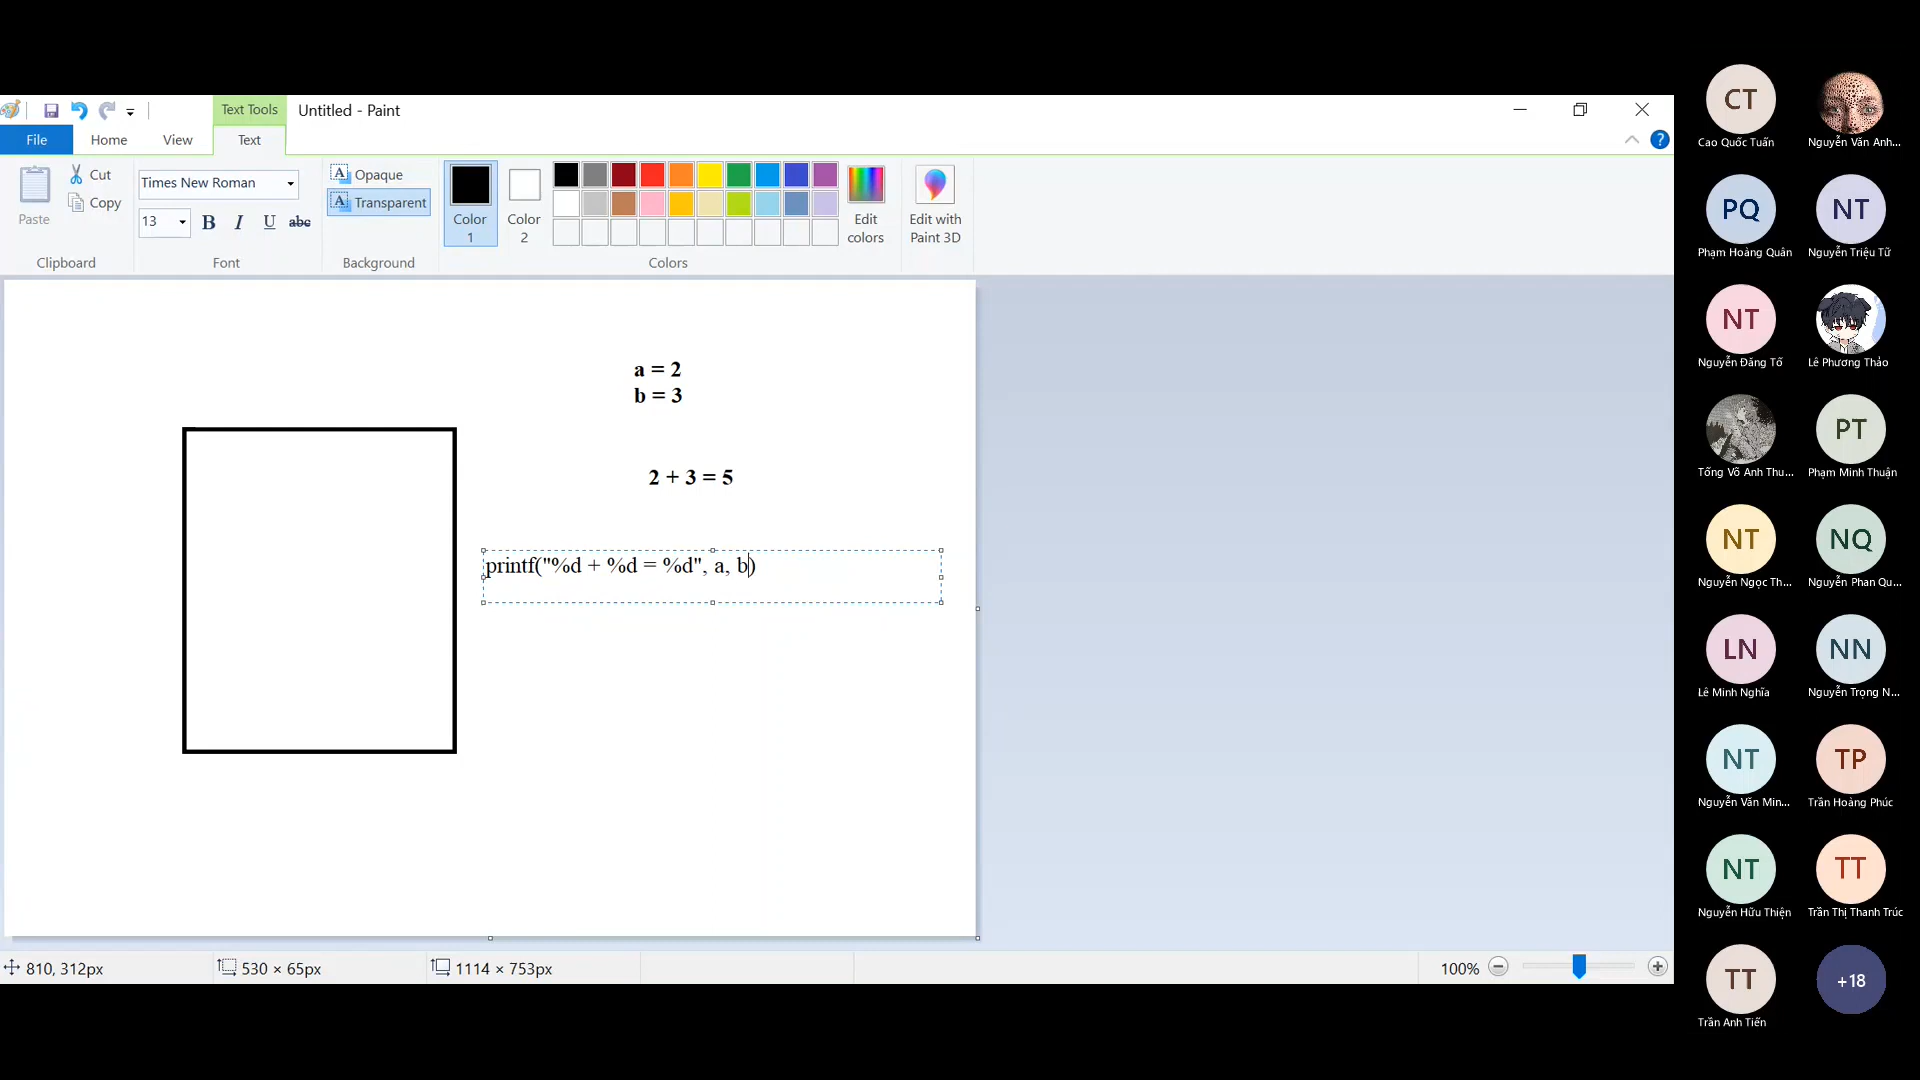 Text Tools
Untitled - Paint
File
Home
View
Text
Paste
Cut
Copy
Clipboard
Times New Roman
13
B I U abc
Font
Opaque
Transparent
Background
Color 1
Color 2
Edit colors
Colors
Edit with Paint 3D
a = 2
b = 3
2 + 3 = 5
printf("%d + %d = %d", a, b)
810, 312px
530 × 65px
1114 × 753px
100%
CT
Cao Quốc Tuấn
Nguyễn Văn Anh...
PQ
Phạm Hoàng Quân
NT
Nguyễn Triệu Tữ
NT
Nguyễn Đăng Tố
Lê Phương Thảo
Tống Võ Anh Thu...
PT
Phạm Minh Thuận
NT
Nguyễn Ngọc Th...
NQ
Nguyễn Phan Qu...
LN
Lê Minh Nghĩa
NN
Nguyễn Trọng N...
NT
Nguyễn Văn Min...
TP
Trần Hoàng Phúc
NT
Nguyễn Hữu Thiện
TT
Trần Thị Thanh Trúc
TT
Trần Anh Tiến
+18